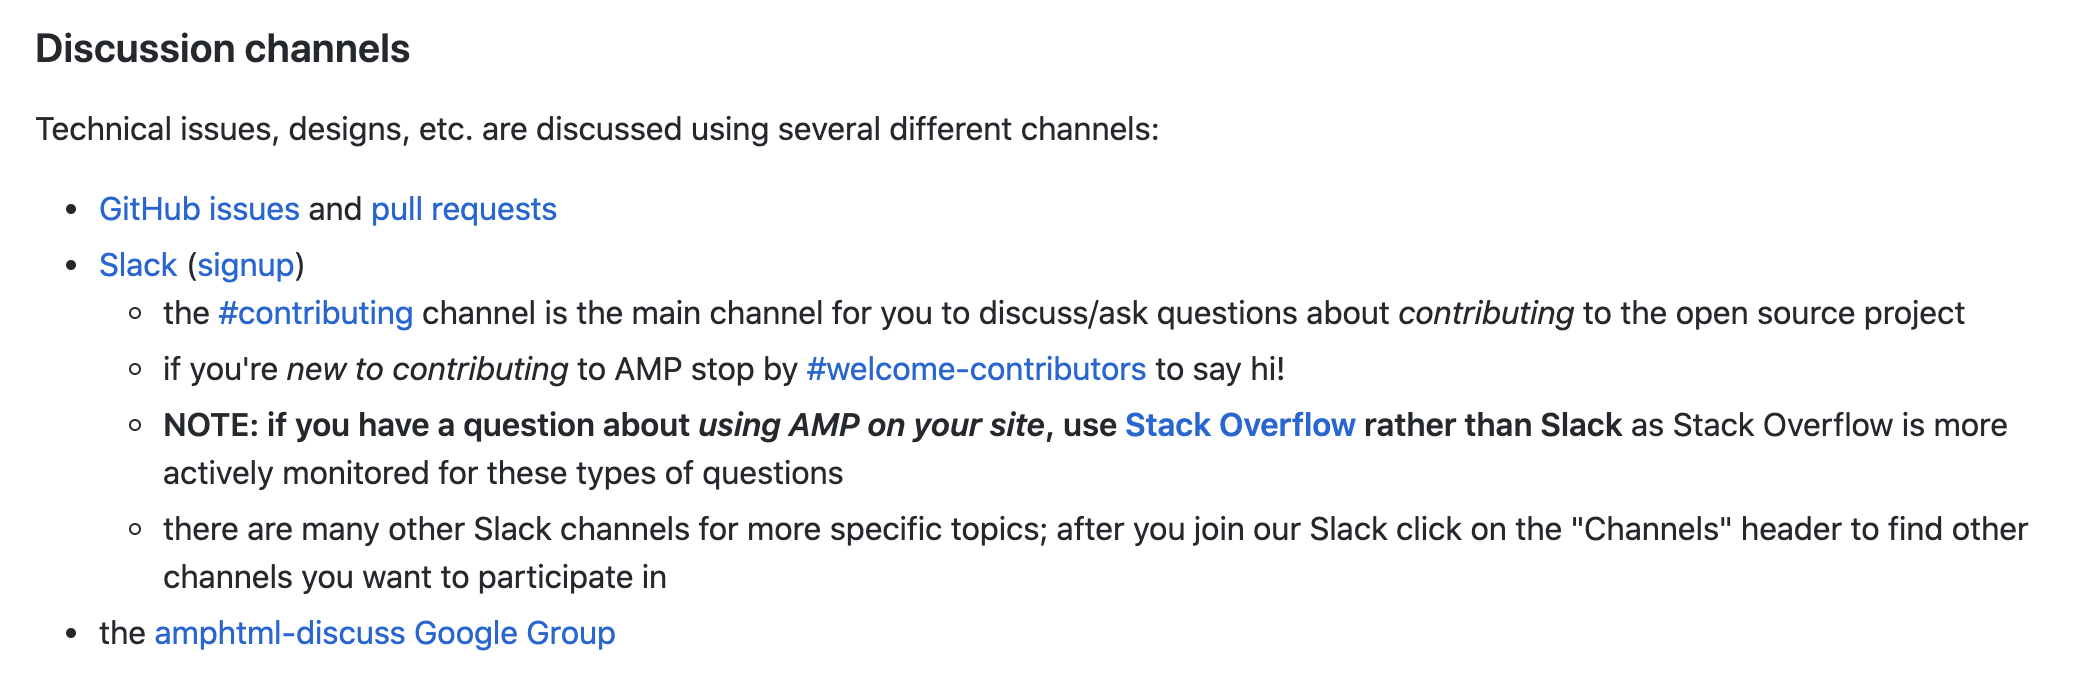 Discussion channels
Technical issues, designs, etc. are discussed using several different channels:
• GitHub issues and pull requests
• Slack (signup)
◦ the #contributing channel is the main channel for you to discuss/ask questions about contributing to the open source project
◦ if you're new to contributing to AMP stop by #welcome-contributors to say hi!
◦ NOTE: if you have a question about using AMP on your site, use Stack Overflow rather than Slack as Stack Overflow is more
actively monitored for these types of questions
◦ there are many other Slack channels for more specific topics; after you join our Slack click on the "Channels" header to find other
channels you want to participate in
• the amphtml-discuss Google Group